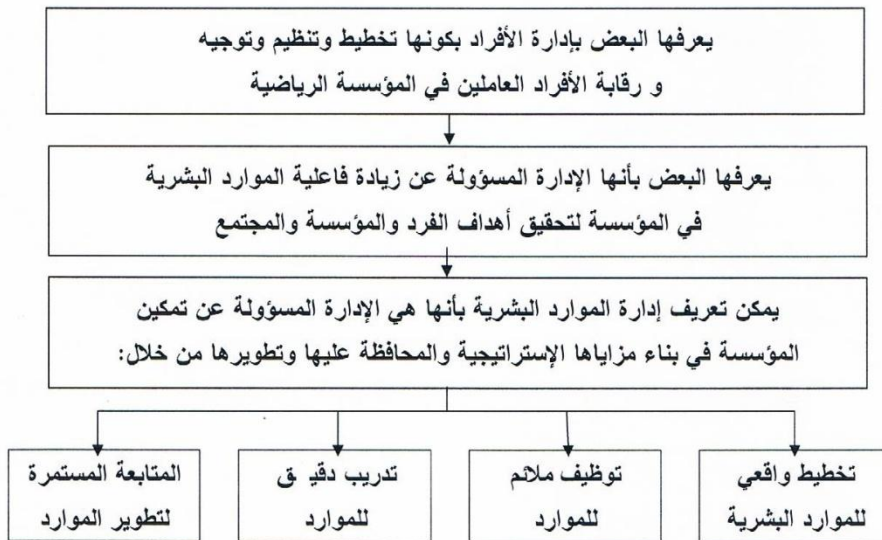 يعرفها البعض بإدارة الأفراد بكونها تخطيط وتنظيم وتوجيه
و رقابة الأفراد العاملين في المؤسسة الرياضية
يعرفها البعض بأنها الإدارة المسؤولة عن زيادة فاعلية الموارد البشرية
في المؤسسة لتحقيق أهداف الفرد والمؤسسة والمجتمع
يمكن تعريف إدارة الموارد البشرية بأنها هي الإدارة المسؤولة عن تمكين
المؤسسة في بناء مزاياها الإستراتيجية والمحافظة عليها وتطويرها من خلال:
تخطيط واقعي
للموارد البشرية
توظيف ملائم
للموارد
تدريب دقيـ ـق
للموارد
المتابعة المستمرة
لتطوير الموارد